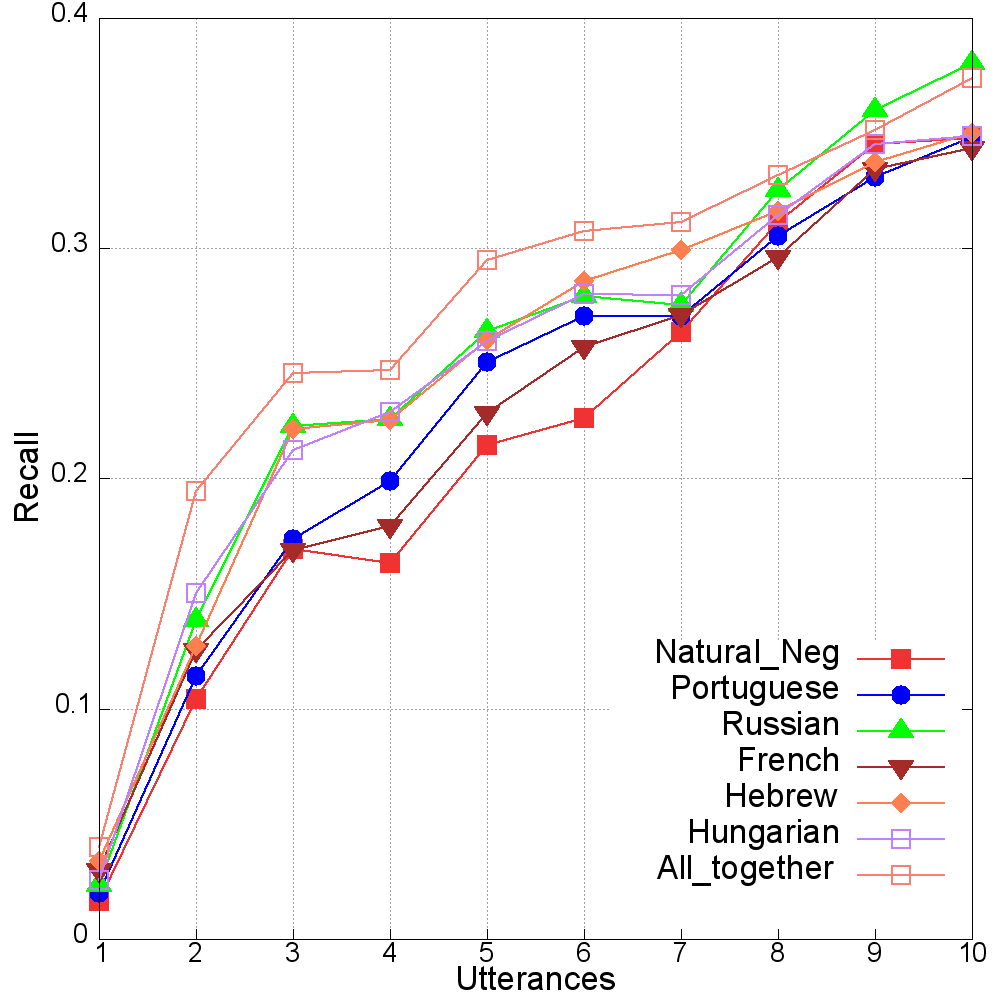 0.4
0.3
0.2
0.1
0
Recall
Natural_Neg
Portuguese
Russian
French
Hebrew
Hungarian
All_together
1 2 3 4 5 6 7 8 9 10
Utterances